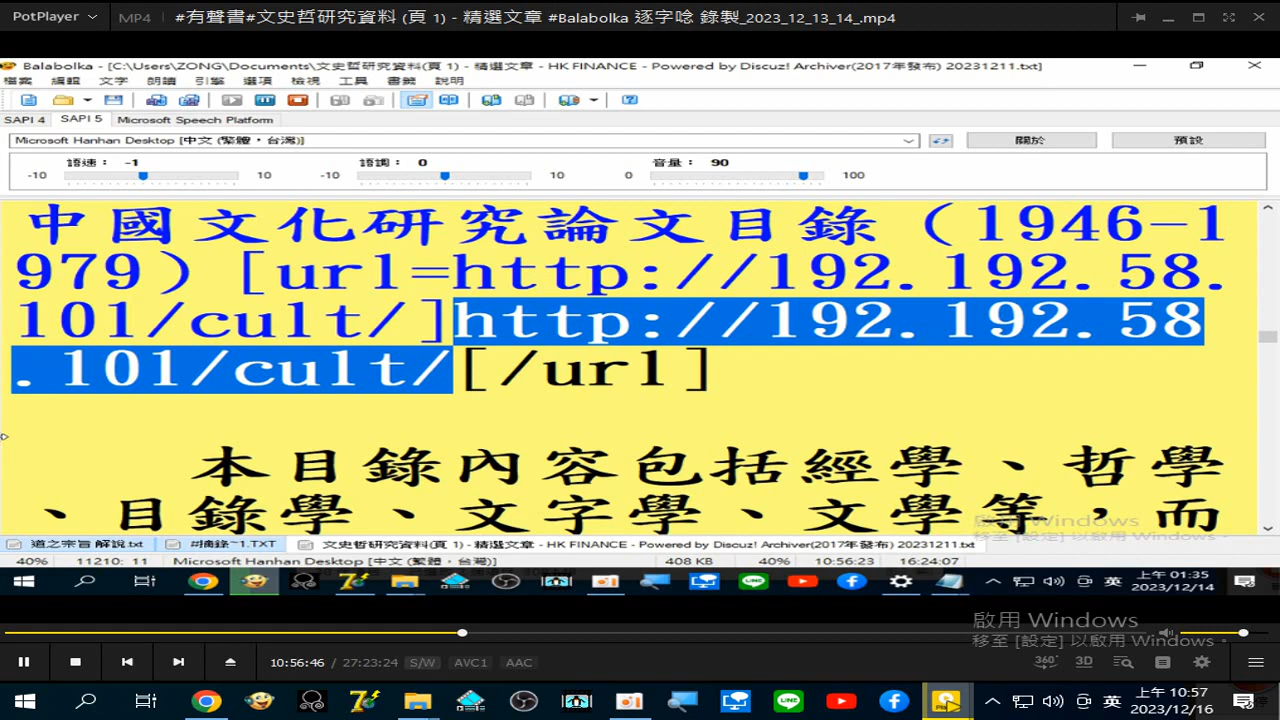 PotPlayer MP4 #有聲書#文史哲研究資料 (頁 1) - 精選文章 #Balabolka 逐字唸 錄製_2023_12_13_14_.mp4
Balabolka - [C:\Users\ZONG\Documents\文史哲研究資料(頁 1) - 精選文章 - HK FINANCE - Powered by Discuz! Archiver(2017年發布) 20231211.txt]
檔案 編輯 文字 朗讀 引擎 選項 檢視 工具 書籤 說明
SAPI 4 SAPI 5 Microsoft Speech Platform
Microsoft Hanhan Desktop [中文 (繁體，台灣)] 關於 預設
語速： -1 語調： 0 音量： 90
-10 10 -10 10 0 100
中國文化研究論文目錄（1946-1
979）[url=http://192.192.58.
101/cult/]http://192.192.58
.101/cult/[/url]
本目錄內容包括經學、哲學
、目錄學、文字學、文學等，而
啟用 Windows
移至 [設定] 以啟用 Windows。
道之宗旨 解說.txt #摘錄~1.TXT 文史哲研究資料(頁 1) - 精選文章 - HK FINANCE - Powered by Discuz! Archiver(2017年發布) 20231211.txt
40% 11210: 11 Microsoft Hanhan Desktop [中文 (繁體，台灣)] 408 KB 40% 10:56:23 16:24:07
英 上午 01:35
2023/12/14
啟用 Windows
移至 [設定] 以啟用 Windows。
10:56:46 / 27:23:24 S/W AVC1 AAC 360° 3D
英 上午 10:57
2023/12/16